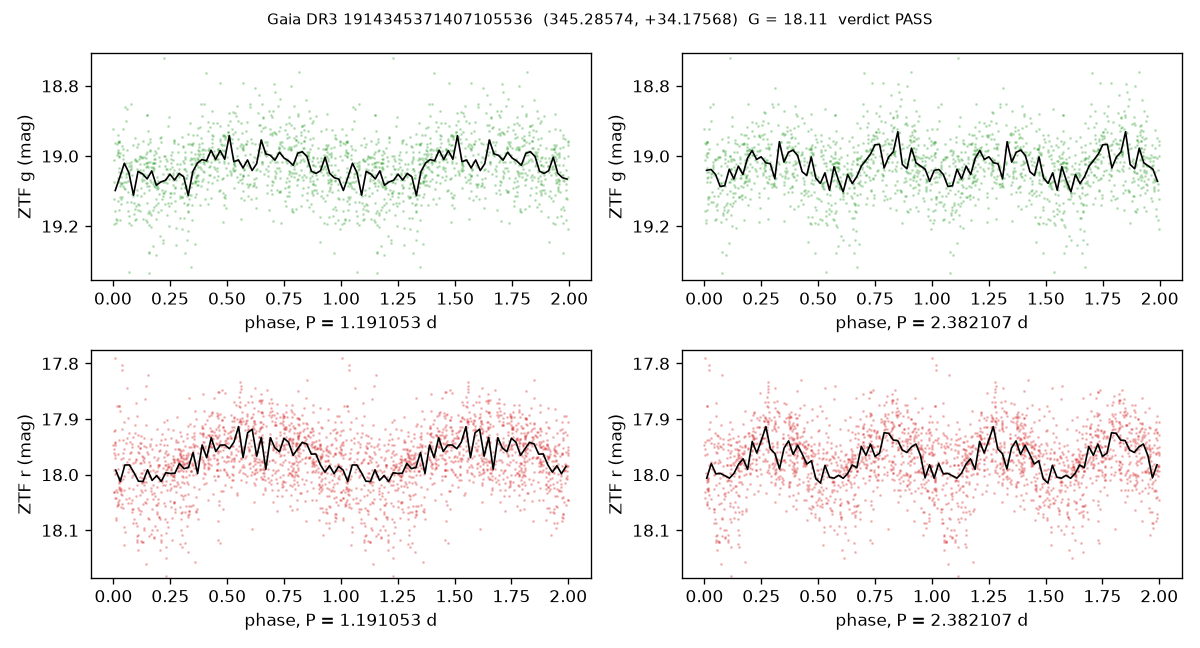 Gaia DR3 1914345371407105536 (345.28574, +34.17568) G = 18.11 verdict PASS
ZTF g (mag)
18.8
19.0
19.2
0.00 0.25 0.50 0.75 1.00 1.25 1.50 1.75 2.00
phase, P = 1.191053 d
ZTF g (mag)
18.8
19.0
19.2
0.00 0.25 0.50 0.75 1.00 1.25 1.50 1.75 2.00
phase, P = 2.382107 d
ZTF r (mag)
17.8
17.9
18.0
18.1
0.00 0.25 0.50 0.75 1.00 1.25 1.50 1.75 2.00
phase, P = 1.191053 d
ZTF r (mag)
17.8
17.9
18.0
18.1
0.00 0.25 0.50 0.75 1.00 1.25 1.50 1.75 2.00
phase, P = 2.382107 d